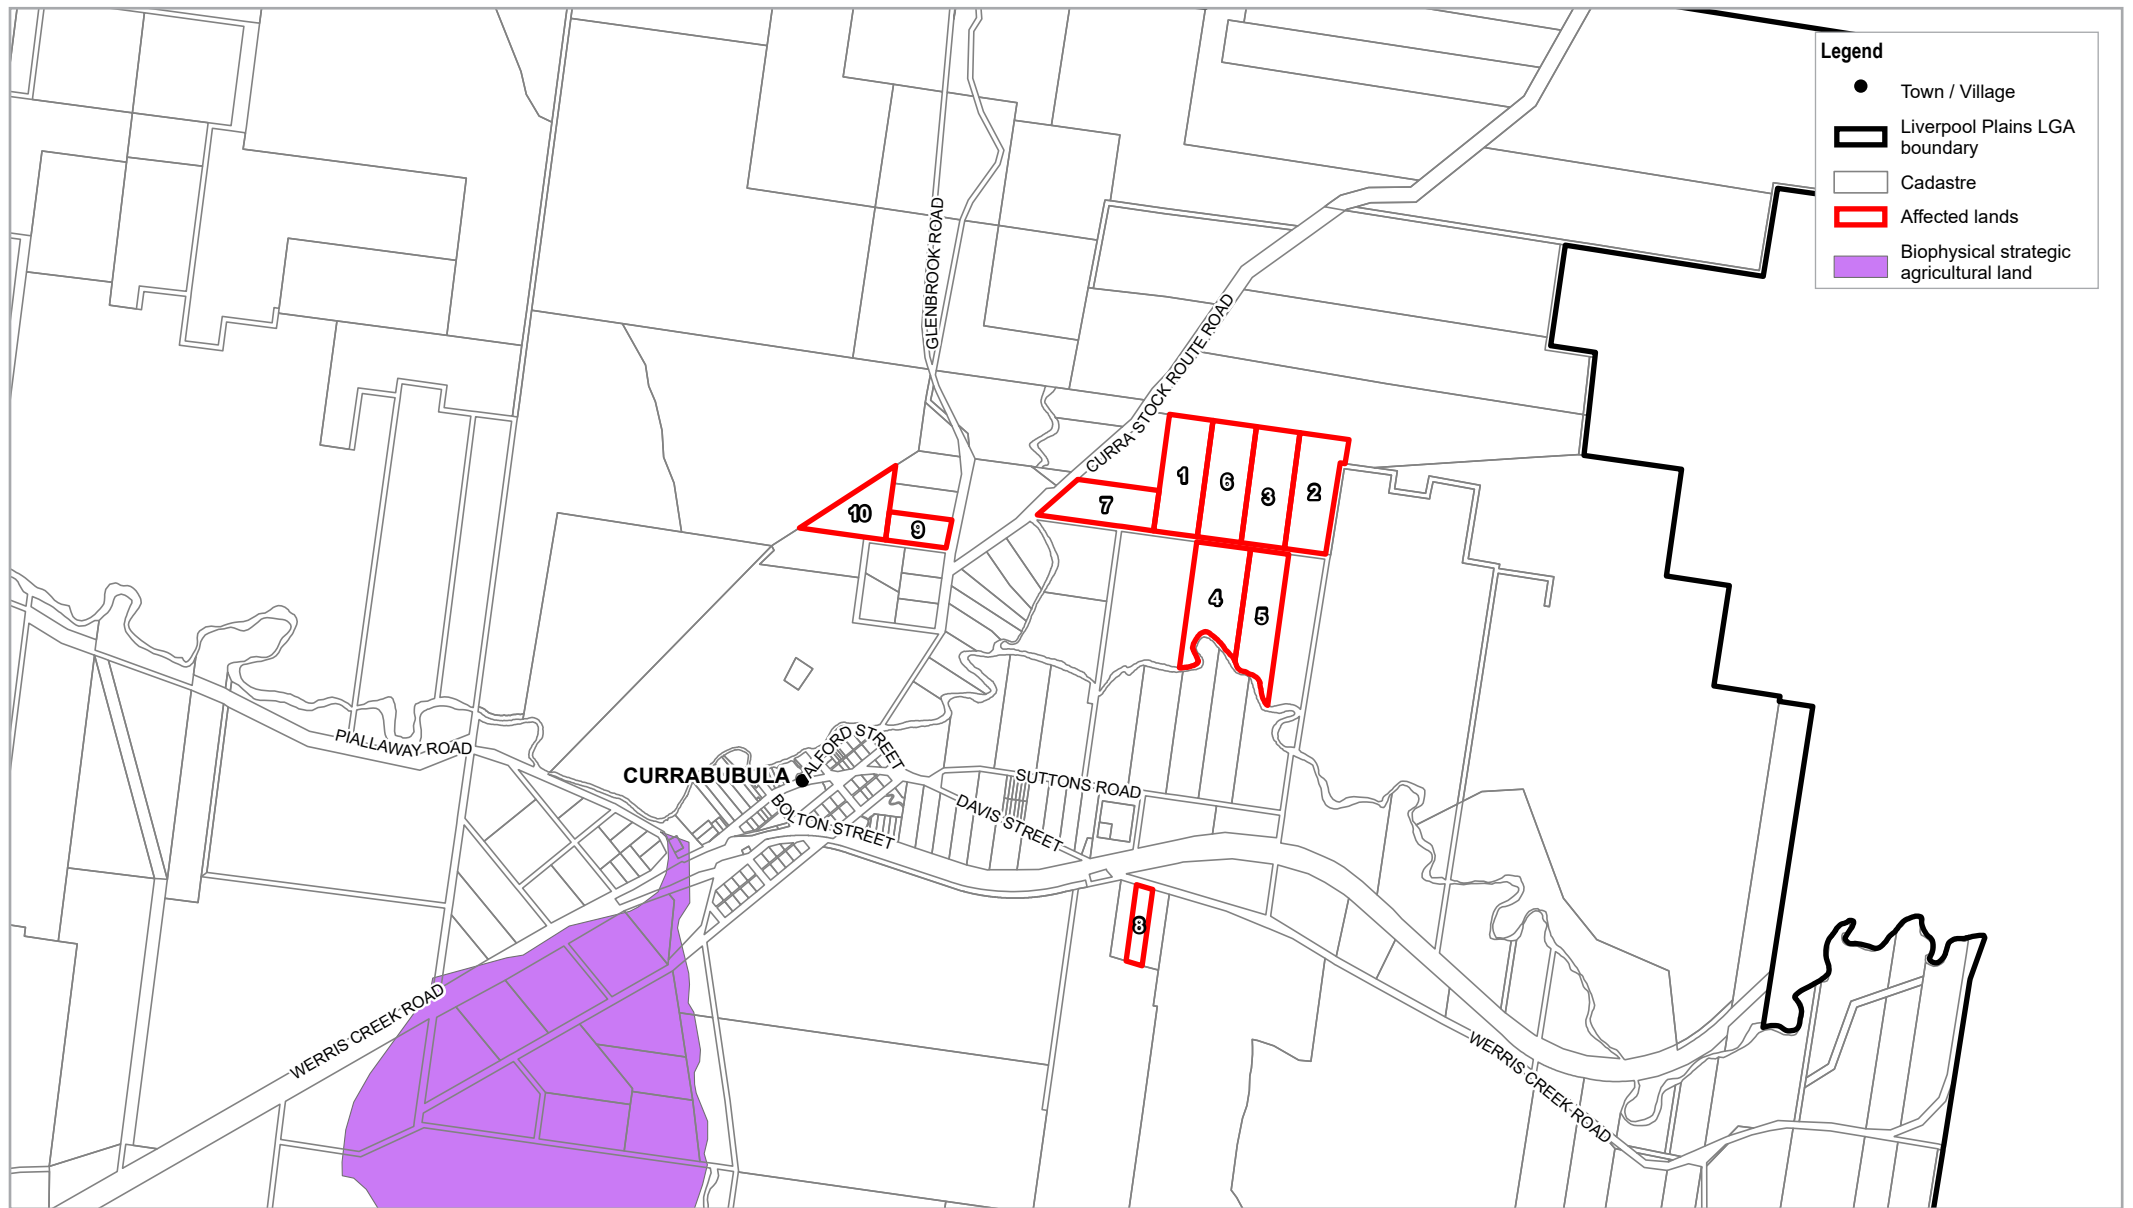 Legend
Town / Village
Liverpool Plains LGA
boundary
Cadastre
Affected lands
Biophysical strategic
agricultural land
GLENBROOK ROAD
CURRA STOCK ROUTE ROAD
1
6
3
2
7
10
9
4
5
PIALLAWAY ROAD
CURRABUBULA
ALFORD STREET
BOLTON STREET
SUTTONS ROAD
DAVIS STREET
8
WERRIS CREEK ROAD
WERRIS CREEK ROAD